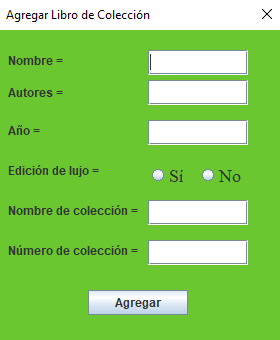 Agregar Libro de Colección
Nombre =
Autores =
Año =
Edición de lujo = Sí No
Nombre de colección =
Número de colección =
Agregar